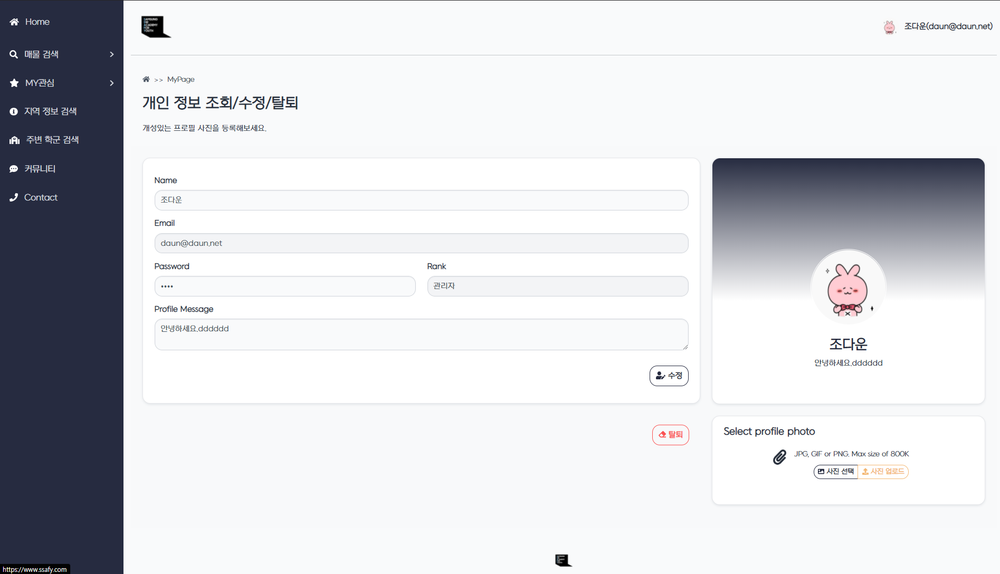 Home
매물 검색
MY관심
지역 정보 검색
주변 학군 검색
커뮤니티
Contact
SAMSUNG
SW
ACADEMY
FOR
YOUTH
조다운(daun@daun.net)
>> MyPage
개인 정보 조회/수정/탈퇴
개성있는 프로필 사진을 등록해보세요.
Name
조다운
Email
daun@daun.net
Password
Rank
••••
관리자
Profile Message
안녕하세요.dddddd
수정
탈퇴
조다운
안녕하세요.dddddd
Select profile photo
JPG, GIF or PNG. Max size of 800K
사진 선택
사진 업로드
https://www.ssafy.com